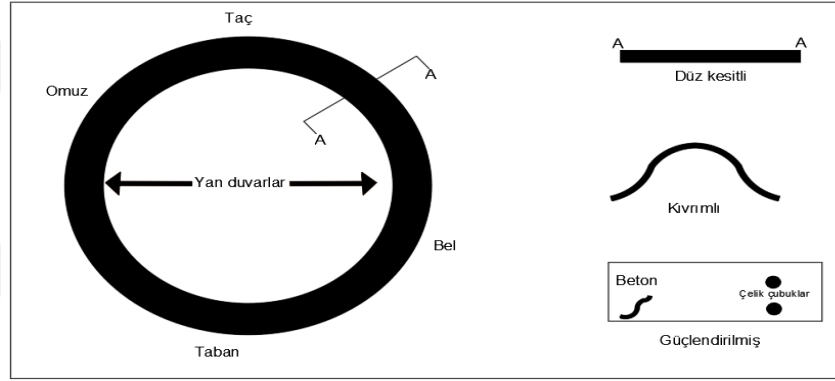 Taç
Omuz
A
A
Yan duvarlar
Bel
Taban
A
A
Düz kesitli
Kıvrımlı
Beton
Çelik çubuklar
Güçlendirilmiş